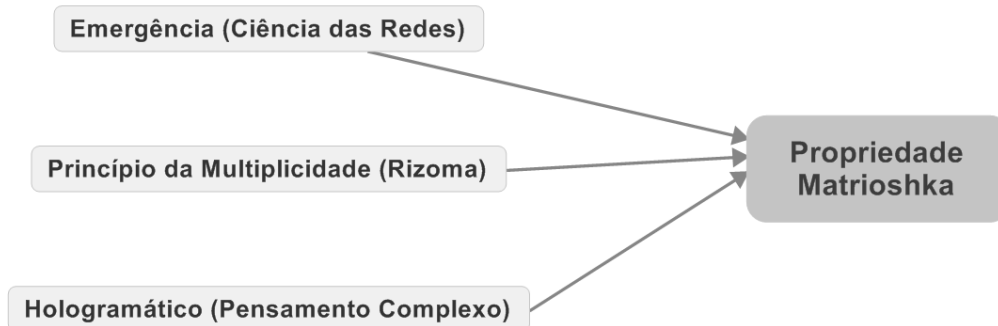 Emergência (Ciência das Redes)
Princípio da Multiplicidade (Rizoma)
Propriedade
Matrioshka
Hologramático (Pensamento Complexo)